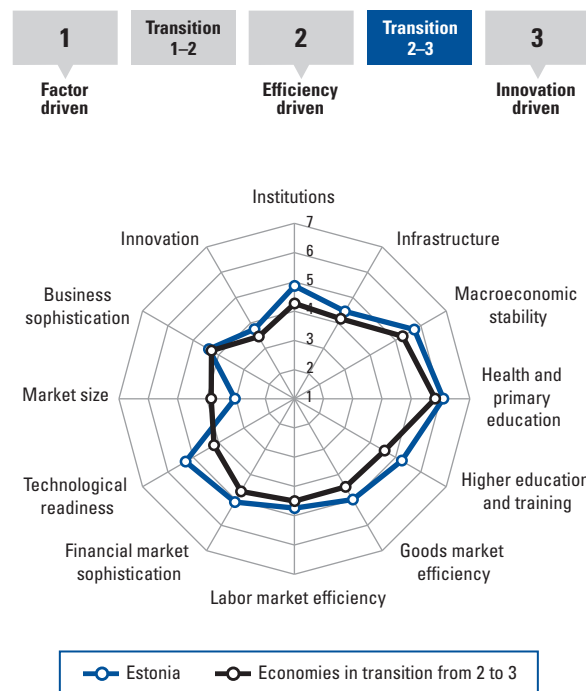 1
Transition
1–2
2
Transition
2–3
3
Factor
driven
Efficiency
driven
Innovation
driven
Institutions
7
Innovation
Infrastructure
6
5
Business
sophistication
Macroeconomic
stability
4
3
2
Market size
1
Health and
primary
education
Technological
readiness
Higher education
and training
Financial market
sophistication
Goods market
efficiency
Labor market efficiency
Estonia
Economies in transition from 2 to 3